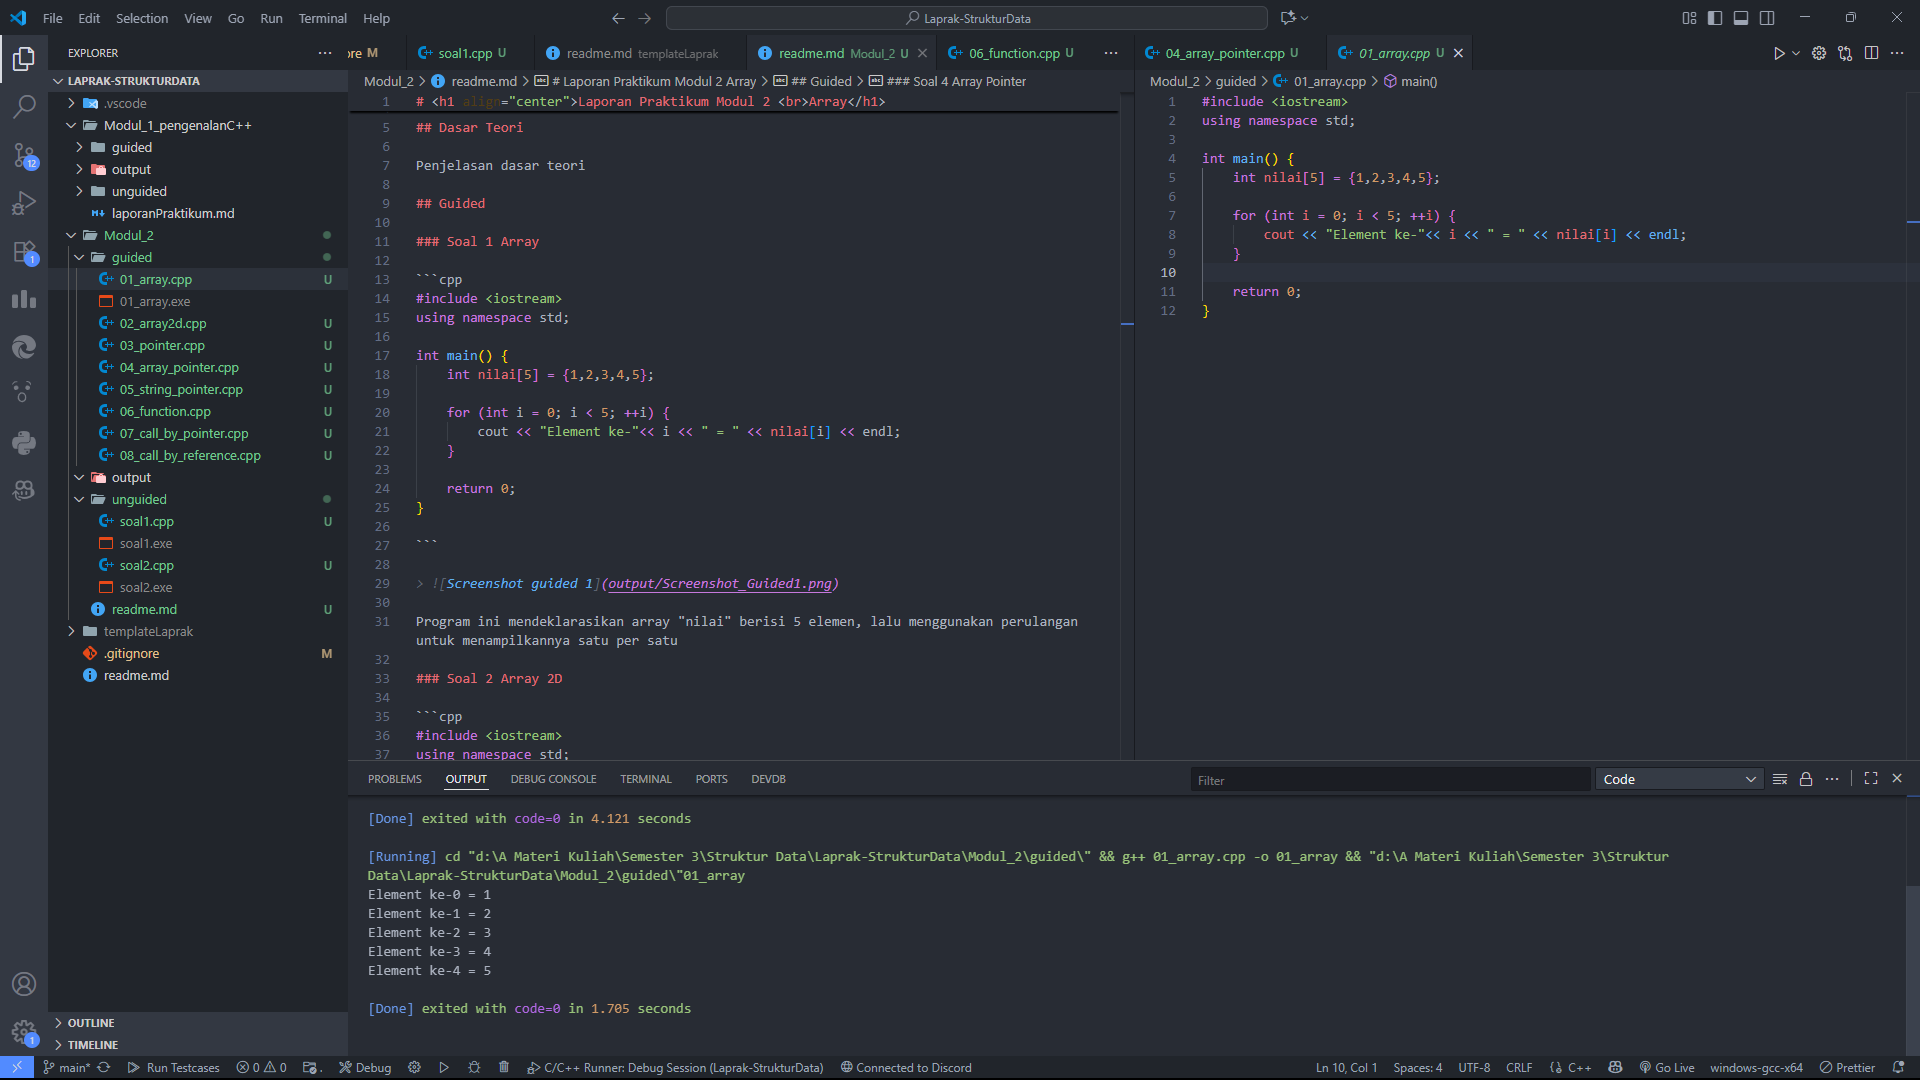 File Edit Selection View Go Run Terminal Help
Laprak-StrukturData
EXPLORER
LAPRAK-STRUKTURDATA
.vscode
Modul_1_pengenalanC++
guided
output
unguided
laporanPraktikum.md
Modul_2
guided
01_array.cpp U
01_array.exe
02_array2d.cpp U
03_pointer.cpp U
04_array_pointer.cpp U
05_string_pointer.cpp U
06_function.cpp U
07_call_by_pointer.cpp U
08_call_by_reference.cpp U
output
unguided
soal1.cpp U
soal1.exe
soal2.cpp U
soal2.exe
readme.md U
templateLaprak
.gitignore M
readme.md
OUTLINE
TIMELINE
12
1
1
ore M soal1.cpp U readme.md templateLaprak readme.md Modul_2 U 06_function.cpp U
Modul_2 > readme.md > # Laporan Praktikum Modul 2 Array > ## Guided > ### Soal 4 Array Pointer
1 # <h1 align="center">Laporan Praktikum Modul 2 <br>Array</h1>
5 ## Dasar Teori
6
7 Penjelasan dasar teori
8
9 ## Guided
10
11 ### Soal 1 Array
12
13 ```cpp
14 #include <iostream>
15 using namespace std;
16
17 int main() {
18     int nilai[5] = {1,2,3,4,5};
19
20     for (int i = 0; i < 5; ++i) {
21         cout << "Element ke-"<< i << " = " << nilai[i] << endl;
22     }
23
24     return 0;
25 }
26
27 ```
28
29 > ![Screenshot guided 1](output/Screenshot_Guided1.png)
30
31 Program ini mendeklarasikan array "nilai" berisi 5 elemen, lalu menggunakan perulangan
untuk menampilkannya satu per satu
32
33 ### Soal 2 Array 2D
34
35 ```cpp
36 #include <iostream>
37 using namespace std;
04_array_pointer.cpp U 01_array.cpp U
Modul_2 > guided > 01_array.cpp > main()
1 #include <iostream>
2 using namespace std;
3
4 int main() {
5     int nilai[5] = {1,2,3,4,5};
6
7     for (int i = 0; i < 5; ++i) {
8         cout << "Element ke-"<< i << " = " << nilai[i] << endl;
9     }
10
11     return 0;
12 }
PROBLEMS OUTPUT DEBUG CONSOLE TERMINAL PORTS DEVDB
Filter
Code
[Done] exited with code=0 in 4.121 seconds
[Running] cd "d:\A Materi Kuliah\Semester 3\Struktur Data\Laprak-StrukturData\Modul_2\guided\" && g++ 01_array.cpp -o 01_array && "d:\A Materi Kuliah\Semester 3\Struktur
Data\Laprak-StrukturData\Modul_2\guided\"01_array
Element ke-0 = 1
Element ke-1 = 2
Element ke-2 = 3
Element ke-3 = 4
Element ke-4 = 5
[Done] exited with code=0 in 1.705 seconds
main* Run Testcases 0 0 Debug C/C++ Runner: Debug Session (Laprak-StrukturData) Connected to Discord Ln 10, Col 1 Spaces: 4 UTF-8 CRLF {} C++ Go Live windows-gcc-x64 Prettier